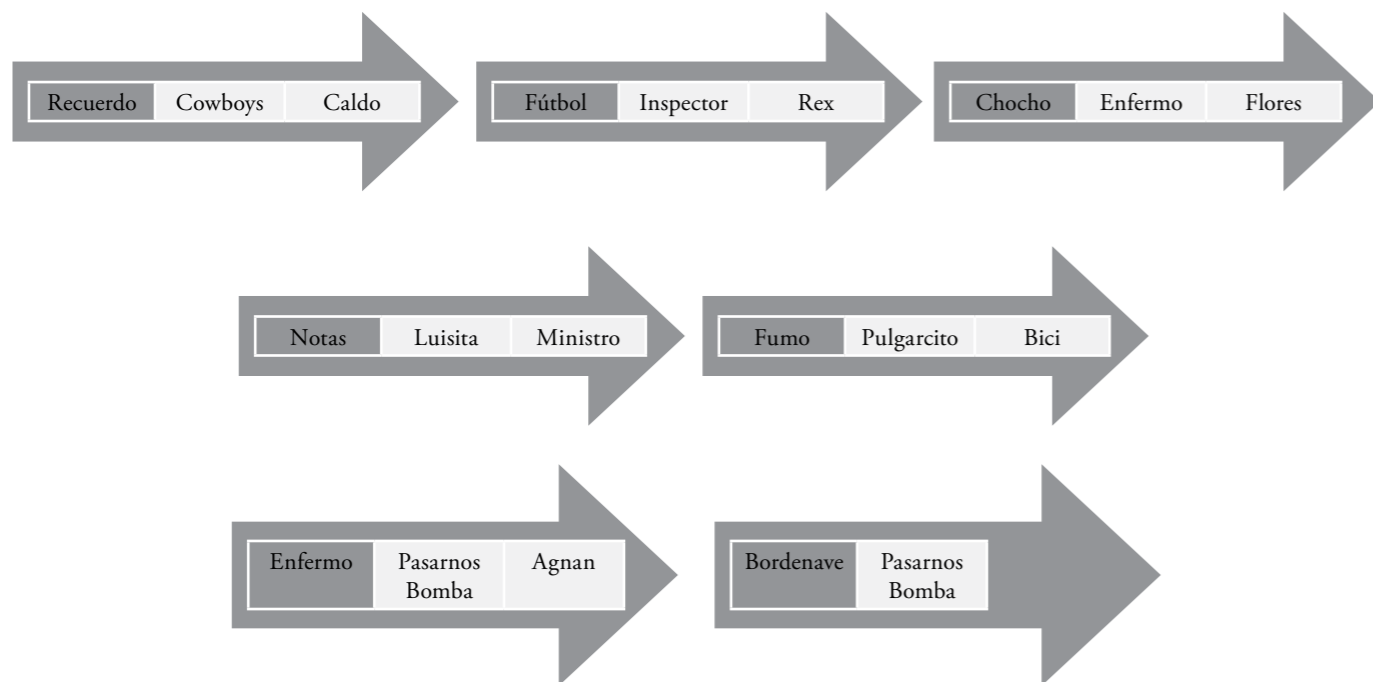 Recuerdo Cowboys Caldo
Fútbol Inspector Rex
Chocho Enfermo Flores
Notas Luisita Ministro
Fumo Pulgarcito Bici
Enfermo Pasarnos Agnan
Bomba
Bordenave Pasarnos
Bomba